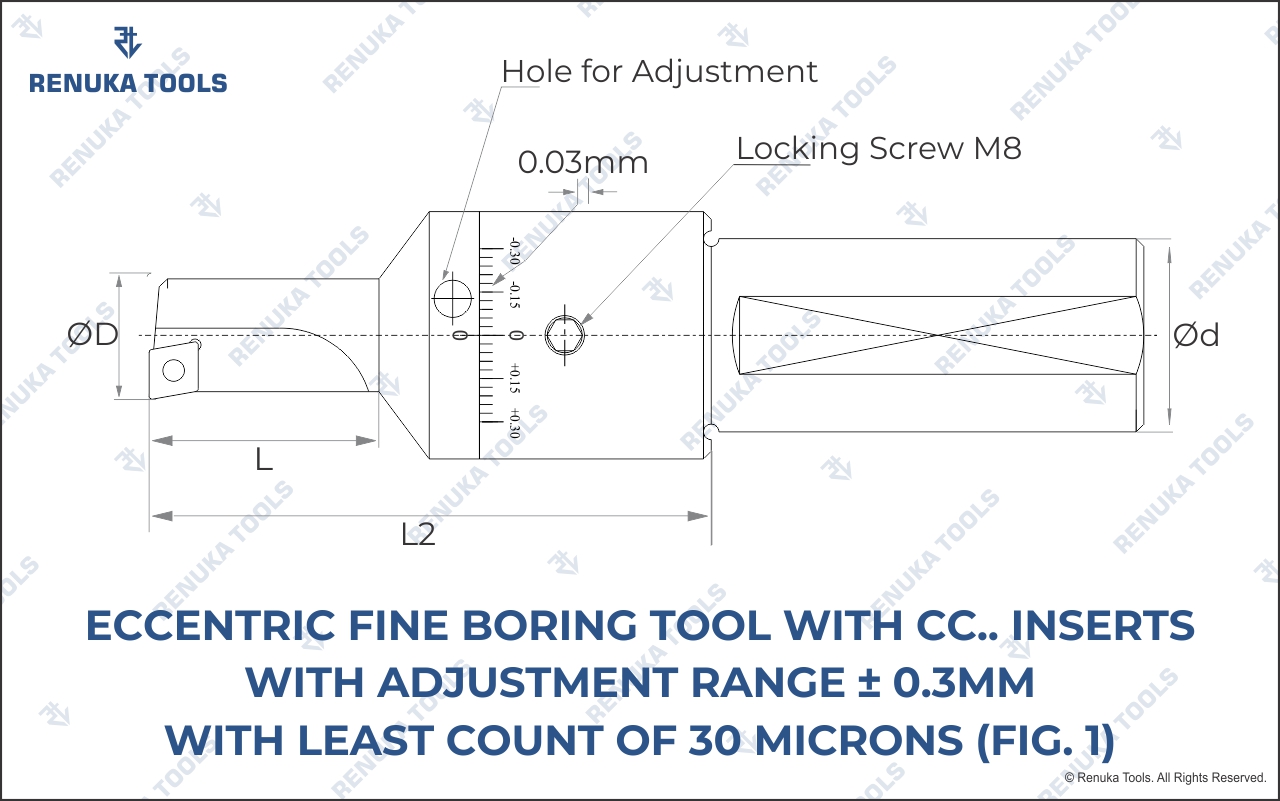 RENUKA TOOLS
Hole for Adjustment
0.03mm
Locking Screw M8
-0.30
-0.15
0
0
+0.15
+0.30
ØD
Ød
L
L2
ECCENTRIC FINE BORING TOOL WITH CC.. INSERTS
WITH ADJUSTMENT RANGE ± 0.3MM
WITH LEAST COUNT OF 30 MICRONS (FIG. 1)
© Renuka Tools. All Rights Reserved.